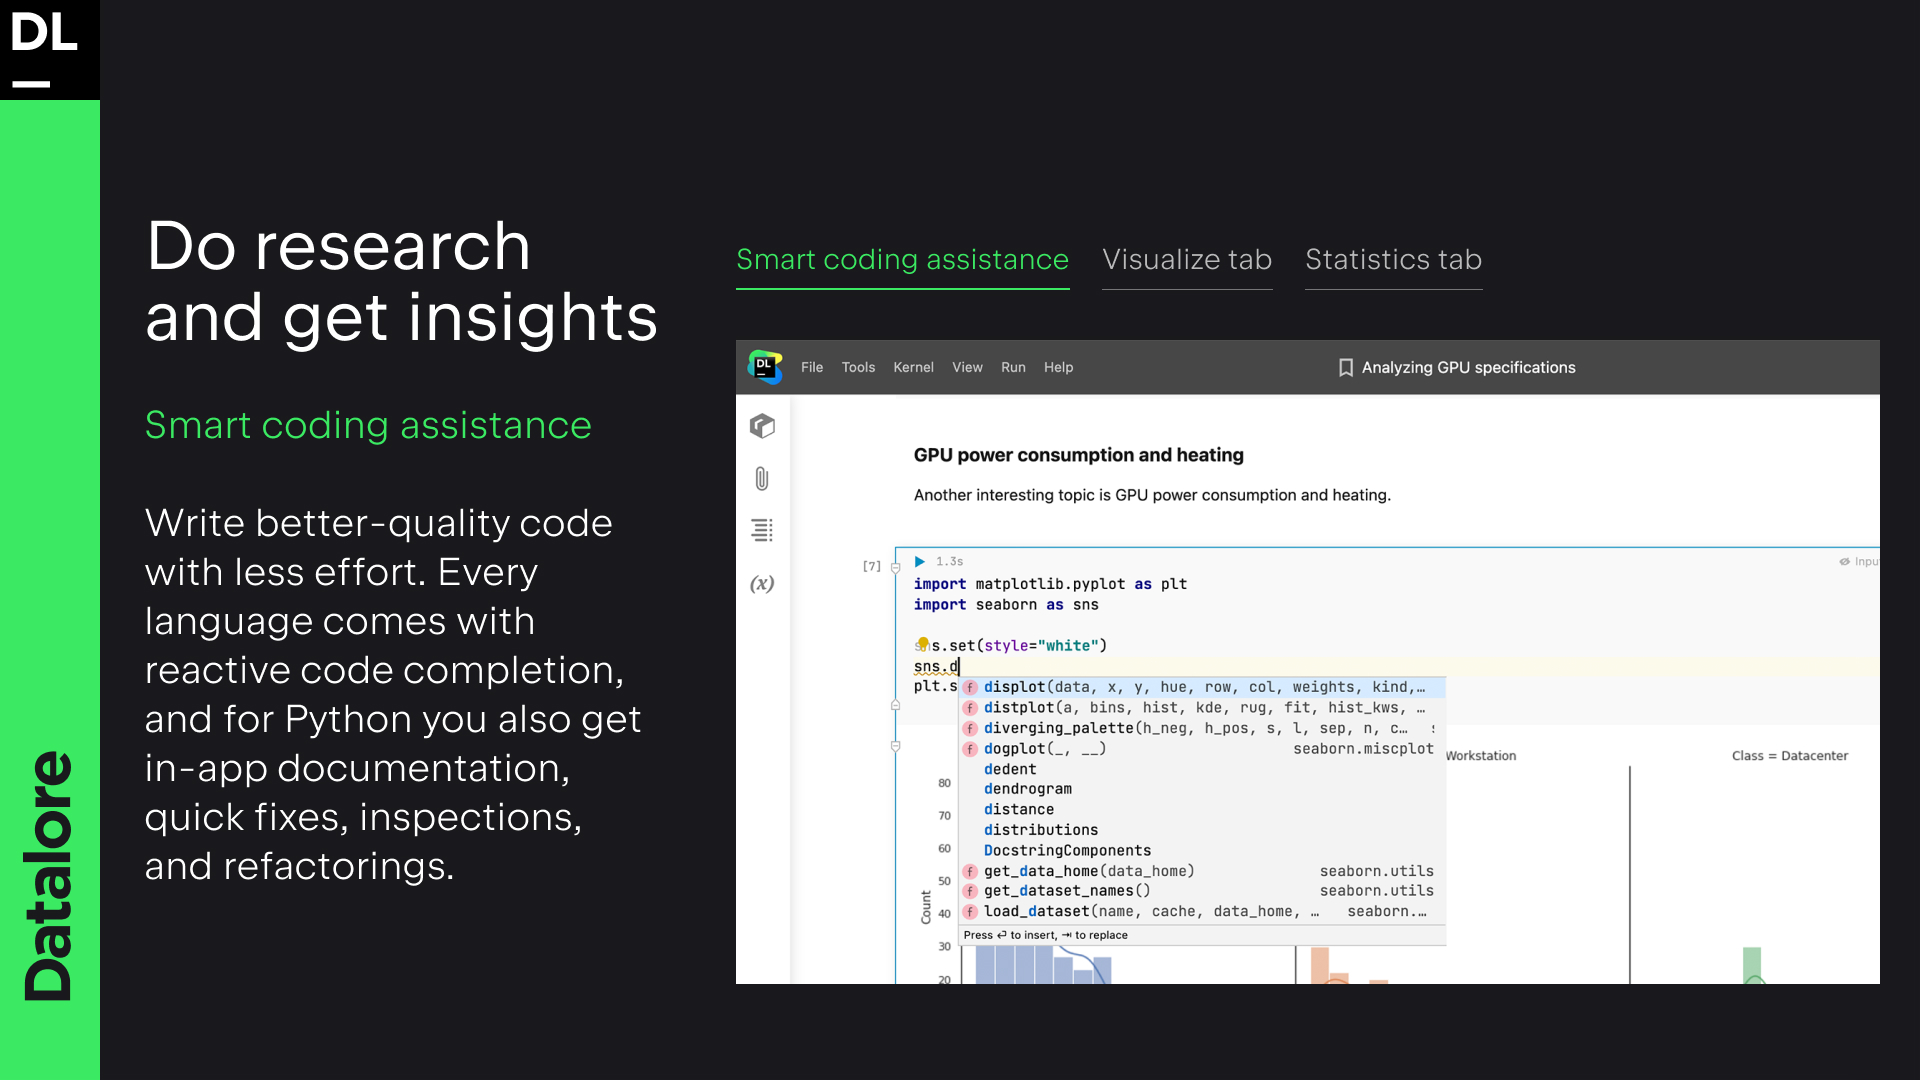 DL
Datalore
Do research
and get insights
Smart coding assistance
Write better-quality code
with less effort. Every
language comes with
reactive code completion,
and for Python you also get
in-app documentation,
quick fixes, inspections,
and refactorings.
Smart coding assistance Visualize tab Statistics tab
DL File Tools Kernel View Run Help Analyzing GPU specifications
(x)
GPU power consumption and heating
Another interesting topic is GPU power consumption and heating.
[7] 1.3s
import matplotlib.pyplot as plt
import seaborn as sns
sns.set(style="white")
sns.d
plt.s
f displot(data, x, y, hue, row, col, weights, kind,…
f distplot(a, bins, hist, kde, rug, fit, hist_kws, …
f diverging_palette(h_neg, h_pos, s, l, sep, n, c…
f dogplot(_, __) seaborn.miscplot
dedent
dendrogram
distance
distributions
DocstringComponents
f get_data_home(data_home) seaborn.utils
f get_dataset_names() seaborn.utils
f load_dataset(name, cache, data_home, … seaborn.…
Press ↩ to insert, ⇥ to replace
Workstation
Class = Datacenter
Count
80
70
60
50
40
30
20